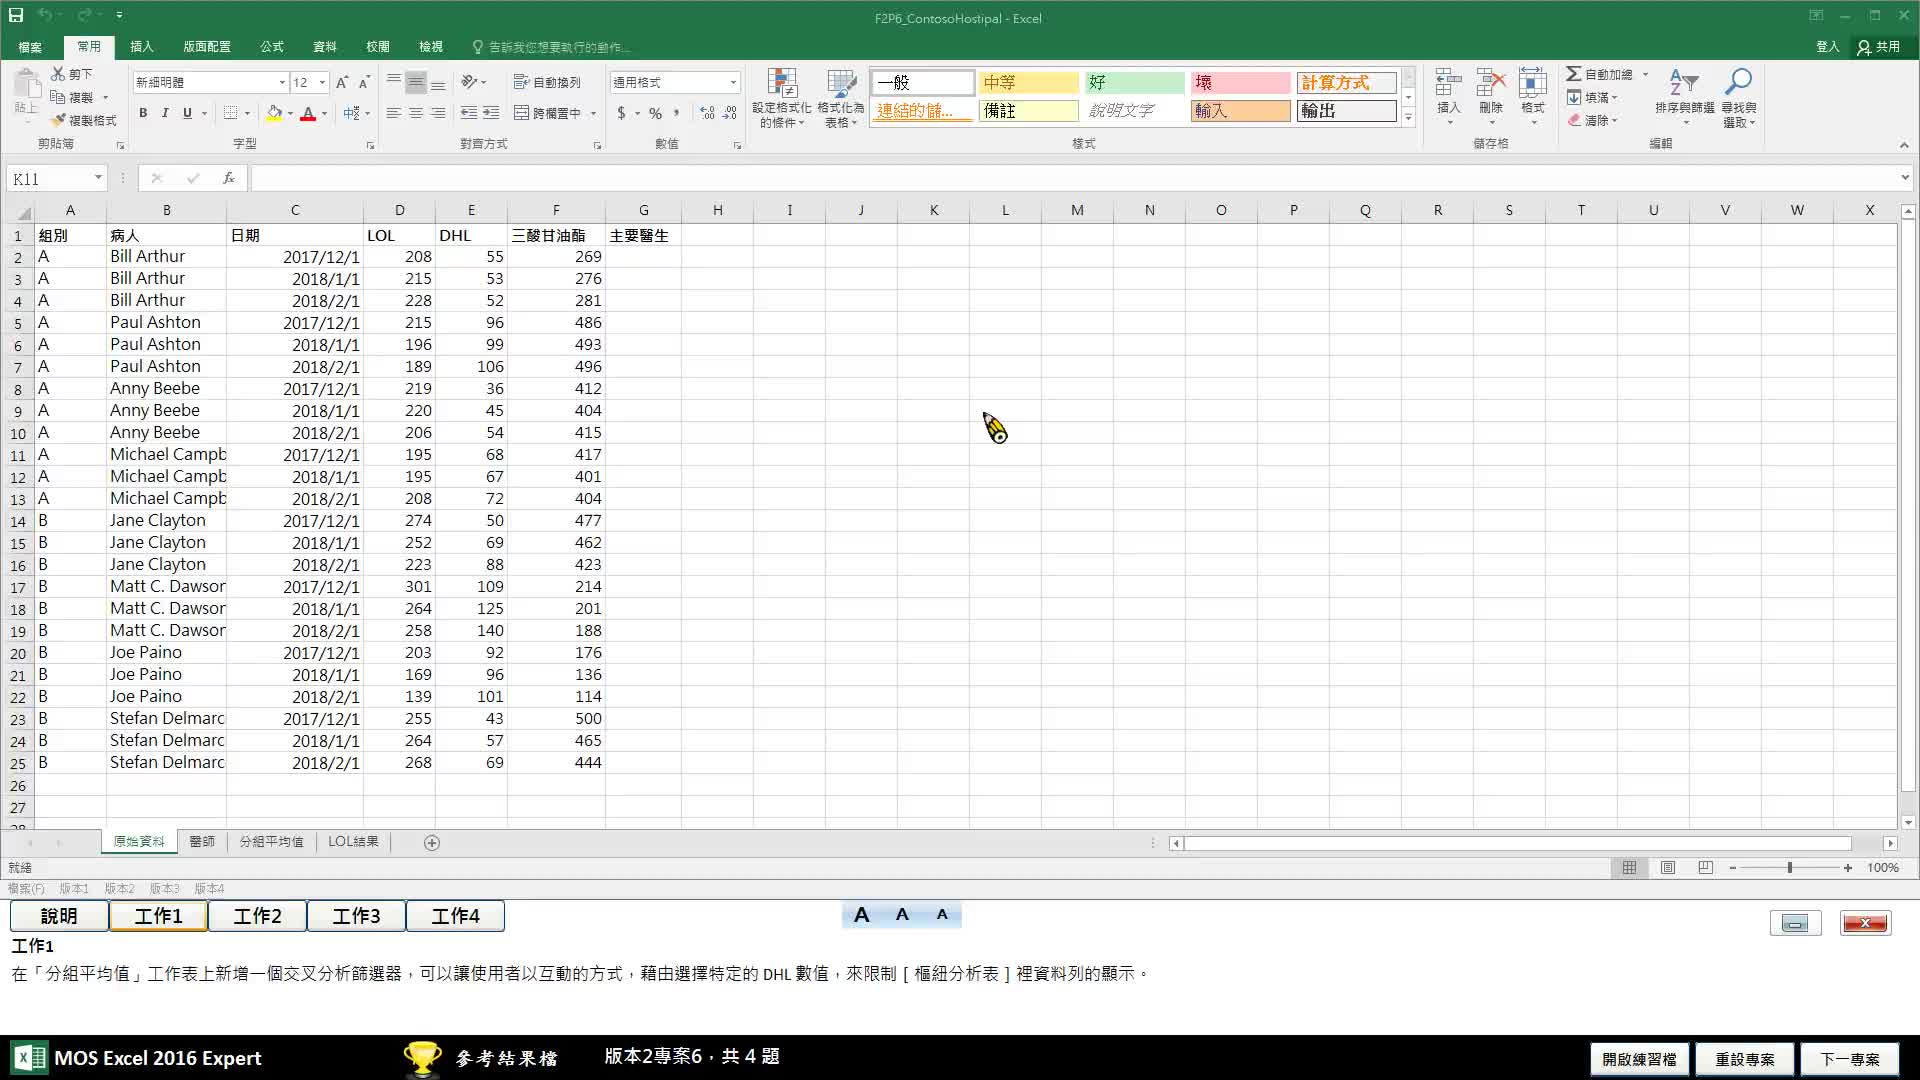 F2P6_ContosoHostipal - Excel
檔案 常用 插入 版面配置 公式 資料 校閱 檢視 告訴我您想要執行的動作... 登入 共用
貼上 剪下 複製 複製格式 剪貼簿
新細明體 12 B I U 字型
自動換列 跨欄置中 對齊方式
通用格式 $ % 數值
設定格式化的條件 格式化為表格
一般 中等 好 壞 計算方式
連結的儲... 備註 說明文字 輸入 輸出
樣式
插入 刪除 格式 儲存格
自動加總 填滿 清除 排序與篩選 尋找與選取 編輯
K11 fx
A B C D E F G H I J K L M N O P Q R S T U V W X
1 組別 病人 日期 LOL DHL 三酸甘油酯 主要醫生
2 A Bill Arthur 2017/12/1 208 55 269
3 A Bill Arthur 2018/1/1 215 53 276
4 A Bill Arthur 2018/2/1 228 52 281
5 A Paul Ashton 2017/12/1 215 96 486
6 A Paul Ashton 2018/1/1 196 99 493
7 A Paul Ashton 2018/2/1 189 106 496
8 A Anny Beebe 2017/12/1 219 36 412
9 A Anny Beebe 2018/1/1 220 45 404
10 A Anny Beebe 2018/2/1 206 54 415
11 A Michael Campb 2017/12/1 195 68 417
12 A Michael Campb 2018/1/1 195 67 401
13 A Michael Campb 2018/2/1 208 72 404
14 B Jane Clayton 2017/12/1 274 50 477
15 B Jane Clayton 2018/1/1 252 69 462
16 B Jane Clayton 2018/2/1 223 88 423
17 B Matt C. Dawson 2017/12/1 301 109 214
18 B Matt C. Dawson 2018/1/1 264 125 201
19 B Matt C. Dawson 2018/2/1 258 140 188
20 B Joe Paino 2017/12/1 203 92 176
21 B Joe Paino 2018/1/1 169 96 136
22 B Joe Paino 2018/2/1 139 101 114
23 B Stefan Delmarc 2017/12/1 255 43 500
24 B Stefan Delmarc 2018/1/1 264 57 465
25 B Stefan Delmarc 2018/2/1 268 69 444
26
27
28
原始資料 醫師 分組平均值 LOL結果
就緒 100%
檔案(F) 版本1 版本2 版本3 版本4
說明 工作1 工作2 工作3 工作4 A A A
工作1
在「分組平均值」工作表上新增一個交叉分析篩選器，可以讓使用者以互動的方式，藉由選擇特定的 DHL 數值，來限制 [ 樞紐分析表 ] 裡資料列的顯示。
MOS Excel 2016 Expert 參考結果檔 版本2專案6，共 4 題 開啟練習檔 重設專案 下一專案